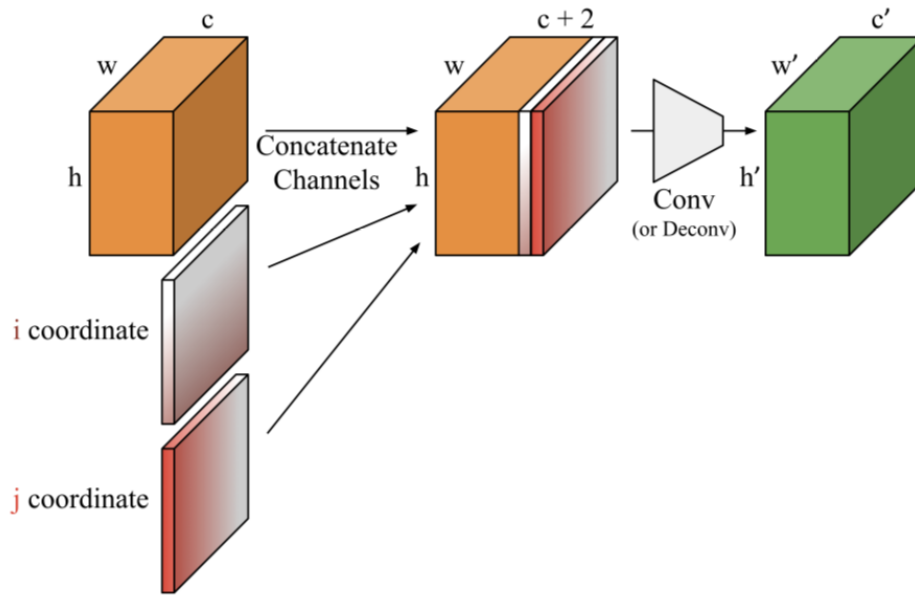 c
w
h
i coordinate
j coordinate
Concatenate
Channels
c + 2
w
h
Conv
(or Deconv)
c′
w′
h′